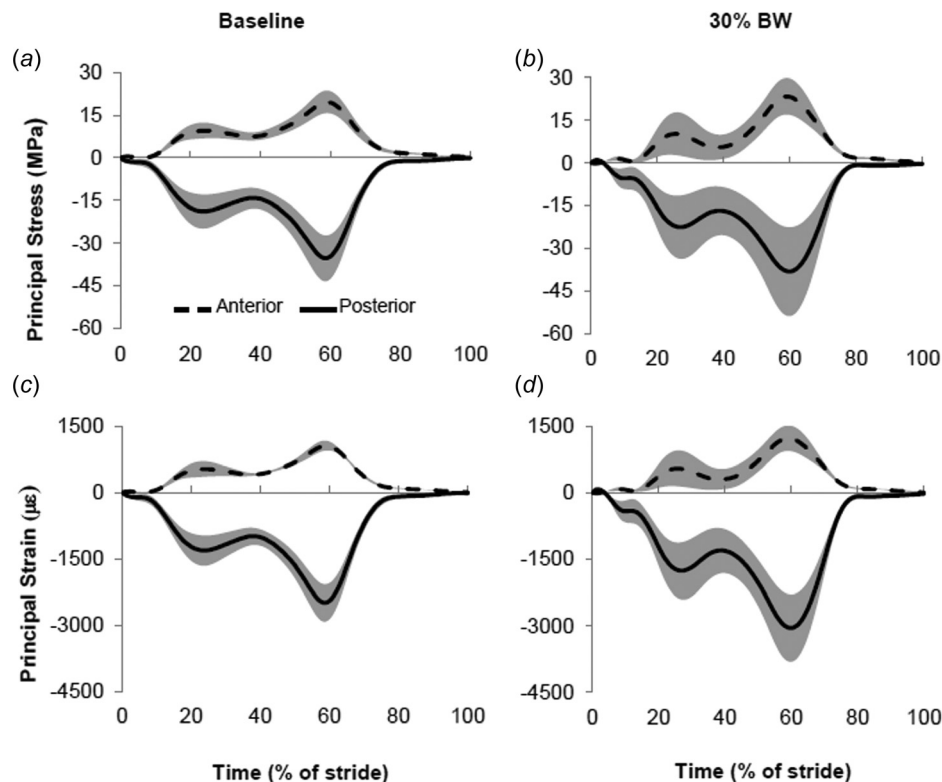 Baseline
30% BW
(a)
(b)
Principal Stress (MPa)
30
15
0
-15
-30
-45
-60
Anterior
Posterior
0 20 40 60 80 100
30
15
0
-15
-30
-45
-60
0 20 40 60 80 100
(c)
(d)
Principal Strain (με)
1500
0
-1500
-3000
-4500
0 20 40 60 80 100
Time (% of stride)
1500
0
-1500
-3000
-4500
0 20 40 60 80 100
Time (% of stride)